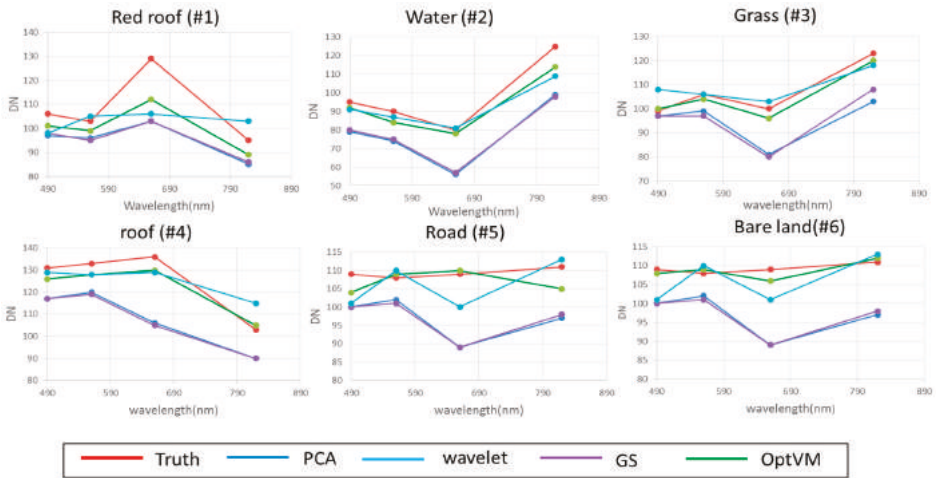 Red roof (#1)
Water (#2)
Grass (#3)
140
130
120
110
100
90
80
DN
490 590 690 790 890
Wavelength(nm)
130
120
110
100
90
80
70
60
50
DN
490 590 690 790 890
Wavelength(nm)
130
120
110
100
90
80
70
DN
490 590 690 790 890
Wavelength(nm)
roof (#4)
Road (#5)
Bare land(#6)
140
130
120
110
100
90
80
DN
490 590 690 790 890
wavelength(nm)
115
110
105
100
95
90
85
80
DN
490 590 690 790 890
wavelength(nm)
115
110
105
100
95
90
85
80
DN
490 590 690 790 890
wavelength(nm)
Truth PCA wavelet GS OptVM